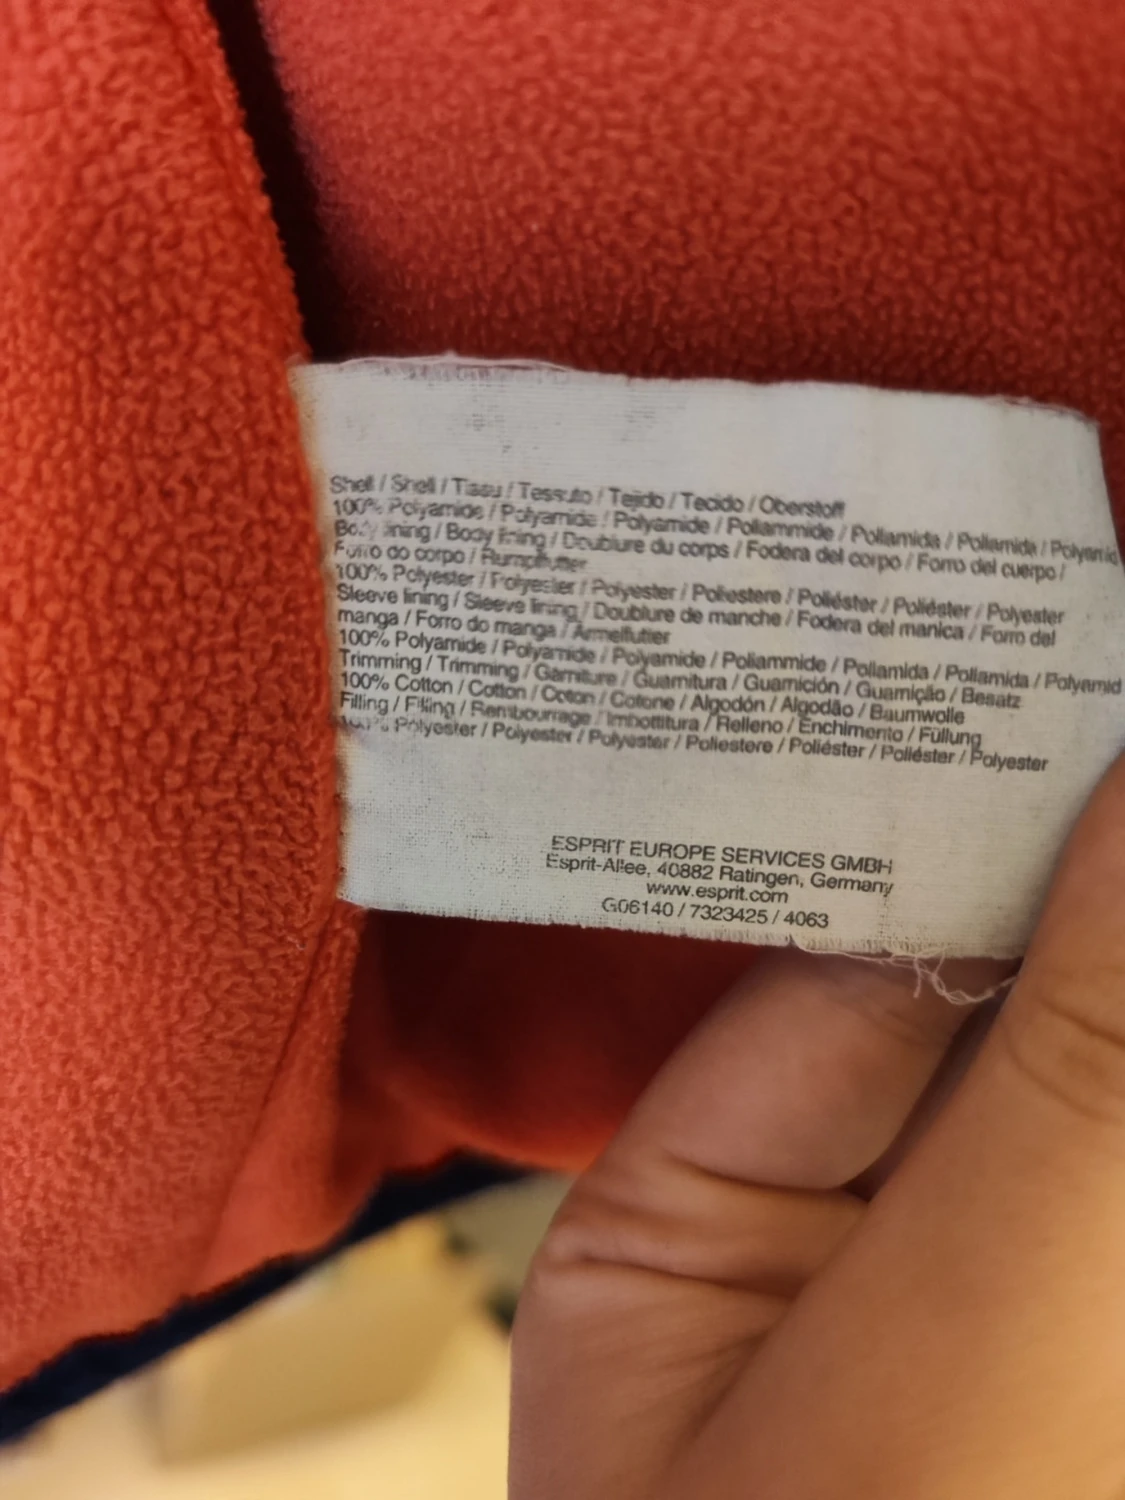 Shell / Shell / Tissu / Tessuto / Tejido / Tecido / Oberstoff
100% Polyamide / Polyamide / Polyamide / Poliammide / Poliamida / Poliamida / Polyamid
Body lining / Body lining / Doublure du corps / Fodera del corpo / Forro del cuerpo /
Forro do corpo / Rumpffutter
100% Polyester / Polyester / Polyester / Poliestere / Poliéster / Poliéster / Polyester
Sleeve lining / Sleeve lining / Doublure de manche / Fodera del manica / Forro del
manga / Forro do manga / Ärmelfutter
100% Polyamide / Polyamide / Polyamide / Poliammide / Poliamida / Poliamida / Polyamid
Trimming / Trimming / Garniture / Guarnitura / Guarnición / Guarnição / Besatz
100% Cotton / Cotton / Coton / Cotone / Algodón / Algodão / Baumwolle
Filling / Filling / Rembourrage / Imbottitura / Relleno / Enchimento / Füllung
100% Polyester / Polyester / Polyester / Poliestere / Poliéster / Poliéster / Polyester
ESPRIT EUROPE SERVICES GMBH
Esprit-Allee, 40882 Ratingen, Germany
www.esprit.com
G06140 / 7323425 / 4063